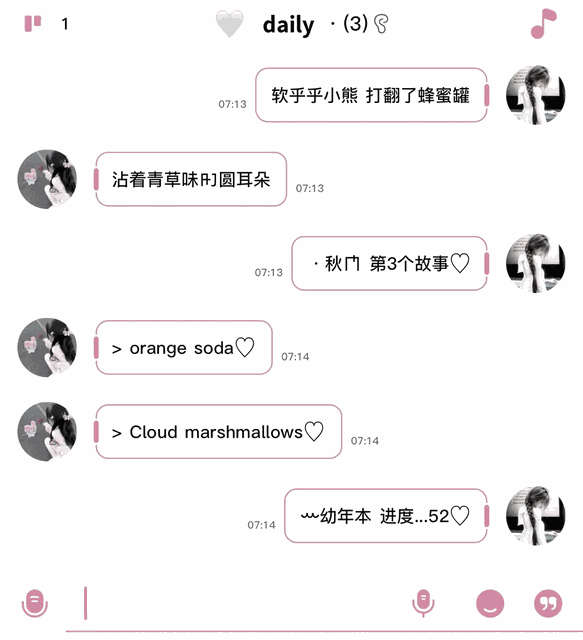 1
daily · (3)
07:13 软乎乎小熊 打翻了蜂蜜罐
沾着青草味时圆耳朵 07:13
07:13 · 秋门 第3个故事♡
> orange soda♡ 07:14
> Cloud marshmallows♡ 07:14
07:14 幼年本 进度...52♡